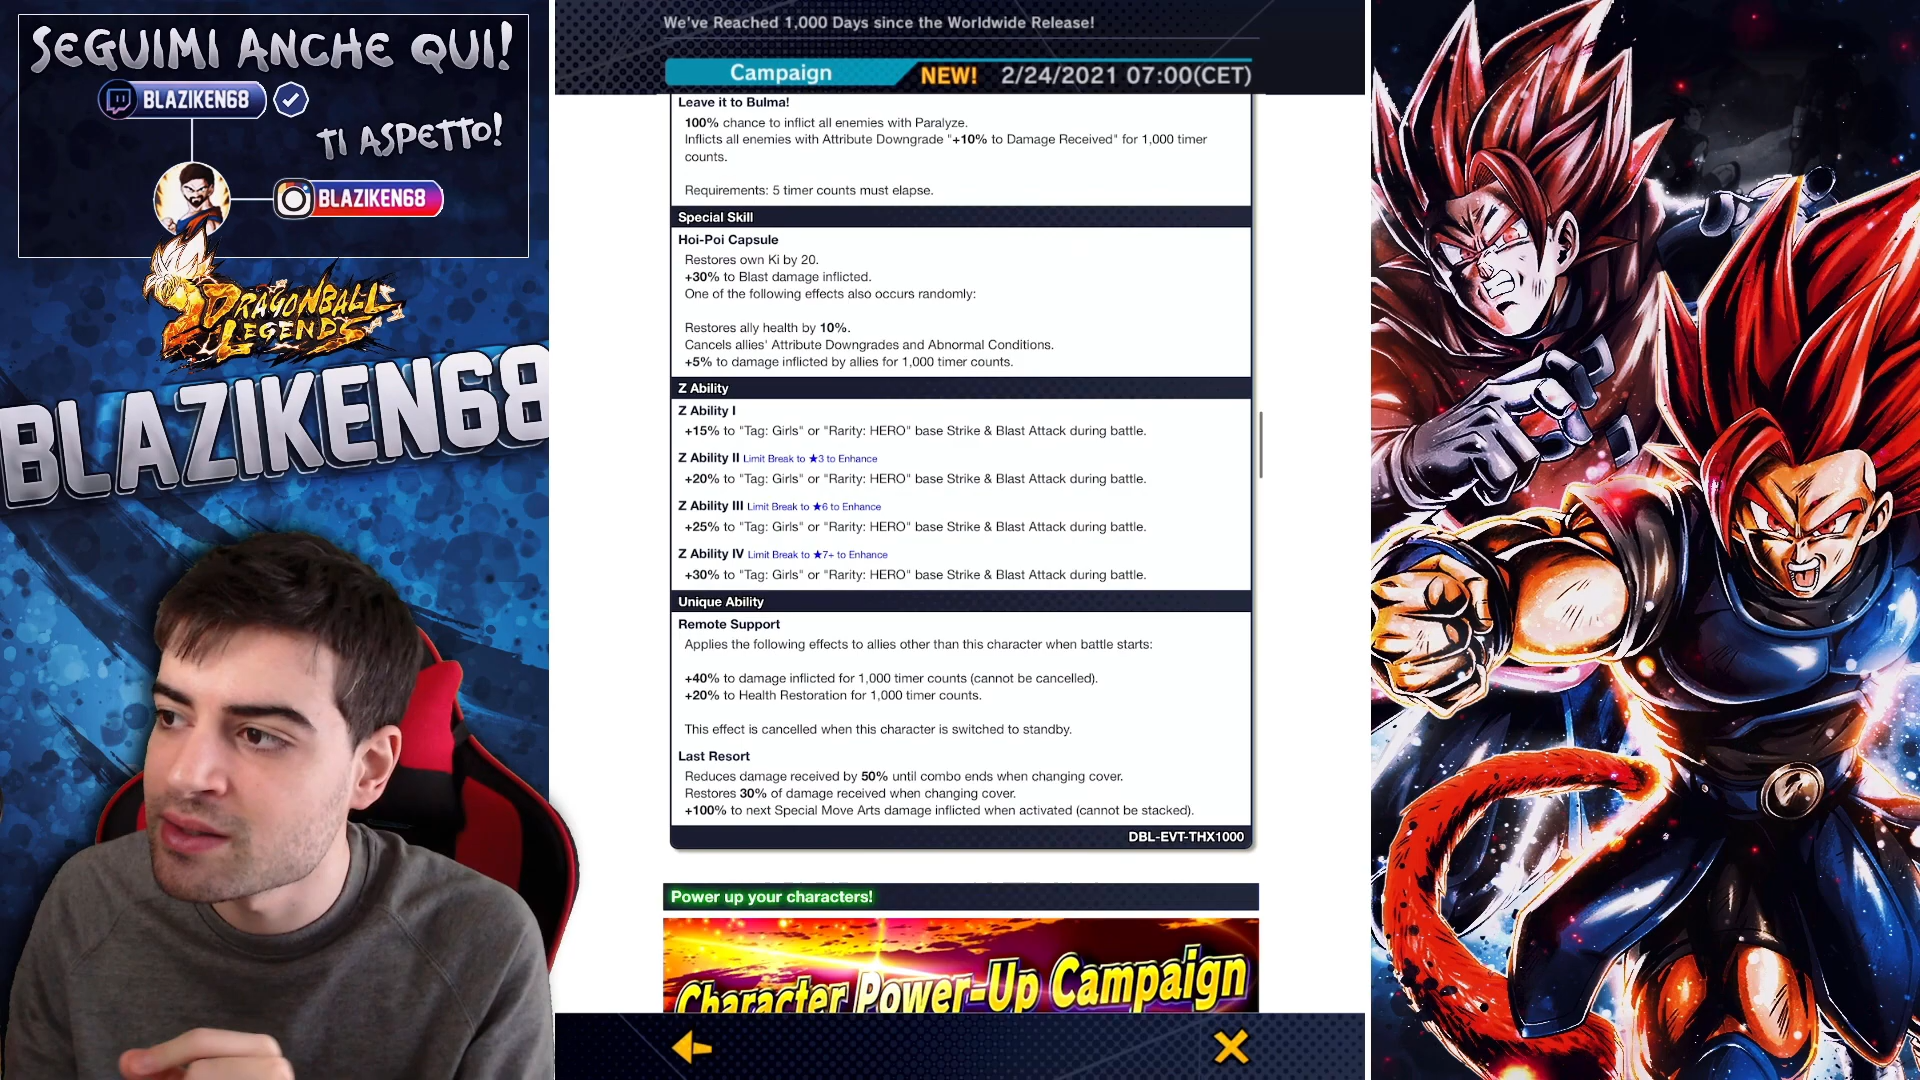 SEGUIMI ANCHE QUI!
BLAZIKEN68
TI ASPETTO!
BLAZIKEN68
DRAGONBALL
LEGENDS
BLAZIKEN68
We've Reached 1,000 Days since the Worldwide Release!
Campaign NEW! 2/24/2021 07:00(CET)
Leave it to Bulma!
100% chance to inflict all enemies with Paralyze.
Inflicts all enemies with Attribute Downgrade "+10% to Damage Received" for 1,000 timer
counts.
Requirements: 5 timer counts must elapse.
Special Skill
Hoi-Poi Capsule
Restores own Ki by 20.
+30% to Blast damage inflicted.
One of the following effects also occurs randomly:
Restores ally health by 10%.
Cancels allies' Attribute Downgrades and Abnormal Conditions.
+5% to damage inflicted by allies for 1,000 timer counts.
Z Ability
Z Ability I
+15% to "Tag: Girls" or "Rarity: HERO" base Strike & Blast Attack during battle.
Z Ability II Limit Break to ★3 to Enhance
+20% to "Tag: Girls" or "Rarity: HERO" base Strike & Blast Attack during battle.
Z Ability III Limit Break to ★6 to Enhance
+25% to "Tag: Girls" or "Rarity: HERO" base Strike & Blast Attack during battle.
Z Ability IV Limit Break to ★7+ to Enhance
+30% to "Tag: Girls" or "Rarity: HERO" base Strike & Blast Attack during battle.
Unique Ability
Remote Support
Applies the following effects to allies other than this character when battle starts:
+40% to damage inflicted for 1,000 timer counts (cannot be cancelled).
+20% to Health Restoration for 1,000 timer counts.
This effect is cancelled when this character is switched to standby.
Last Resort
Reduces damage received by 50% until combo ends when changing cover.
Restores 30% of damage received when changing cover.
+100% to next Special Move Arts damage inflicted when activated (cannot be stacked).
DBL-EVT-THX1000
Power up your characters!
Character Power-Up Campaign